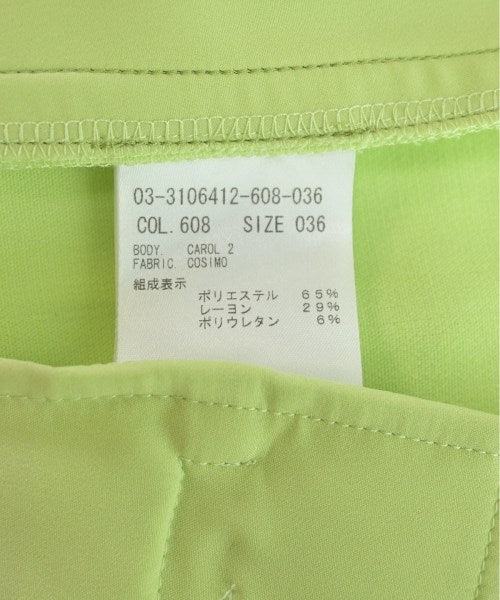 03-3106412-608-036
COL.608 SIZE 036
BODY. CAROL 2
FABRIC. COSIMO
組成表示
ポリエステル 65%
レーヨン 29%
ポリウレタン 6%